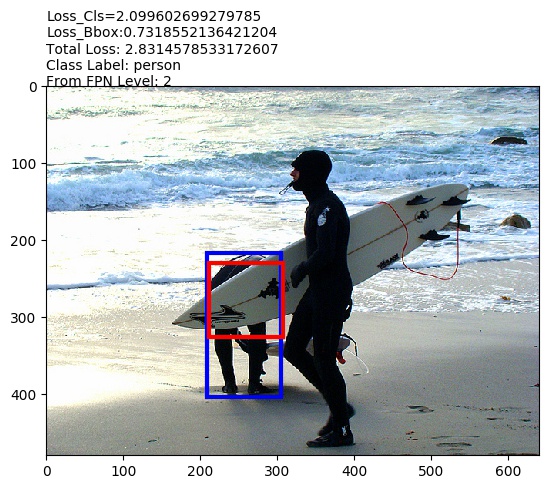 Loss_Cls=2.099602699279785
Loss_Bbox:0.7318552136421204
Total Loss: 2.8314578533172607
Class Label: person
From FPN Level: 2
0
100
200
300
400
0 100 200 300 400 500 600